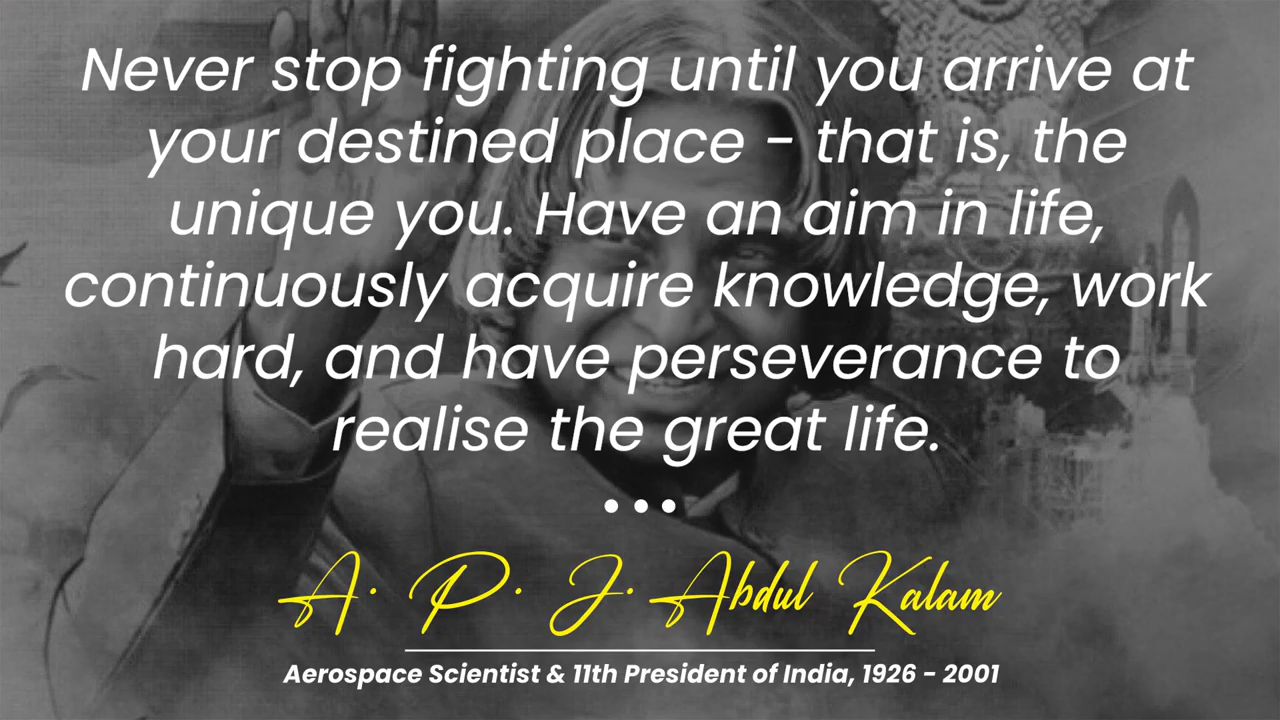 Never stop fighting until you arrive at
your destined place - that is, the
unique you. Have an aim in life,
continuously acquire knowledge, work
hard, and have perseverance to
realise the great life.
•••
A. P. J. Abdul Kalam
Aerospace Scientist & 11th President of India, 1926 - 2001